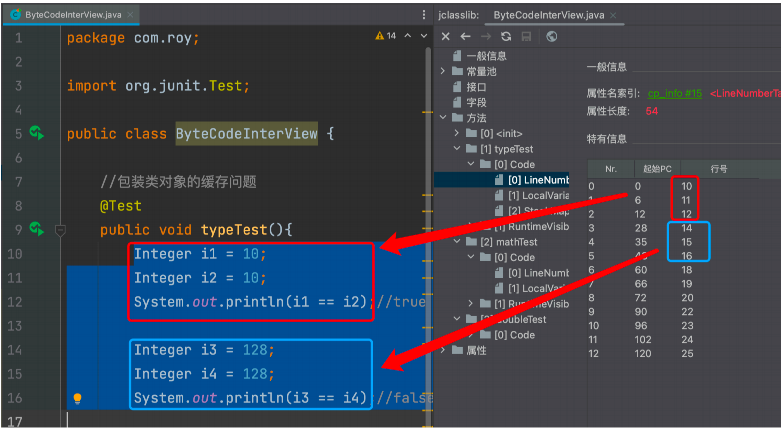 ByteCodeInterView.java
14
1 package com.roy;
2
3 import org.junit.Test;
4
5 public class ByteCodeInterView {
6
7 //包装类对象的缓存问题
8 @Test
9 public void typeTest(){
10 Integer i1 = 10;
11 Integer i2 = 10;
12 System.out.println(i1 == i2);//true
13
14 Integer i3 = 128;
15 Integer i4 = 128;
16 System.out.println(i3 == i4);//fals
17
jclasslib: ByteCodeInterView.java
一般信息
常量池
接口
字段
方法
[0] <init>
[1] typeTest
[0] Code
[0] LineNumb
[1] LocalVaria
[2]
[1] RuntimeVisib
[2] mathTest
[0] Code
[0] LineNumb
[1] LocalVaria
[1] RuntimeVisib
[0] Code
属性
一般信息
属性名索引: cp_info #15 <LineNumberTa
属性长度: 54
特有信息
Nr. 起始PC 行号
0 0 10
1 6 11
2 12 12
3 28 14
4 35 15
5 16
6 60 18
7 66 19
8 72 20
9 90 22
10 96 23
11 102 24
12 120 25